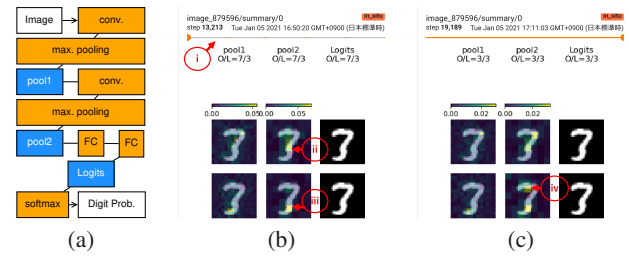 Image
conv.
max. pooling
pool1
conv.
max. pooling
pool2
FC
FC
Logits
softmax
Digit Prob.
(a)
image_879596/summary/0
in_situ
step 13,213 Tue Jan 05 2021 16:50:20 GMT+0900 (日本標準時)
i
pool1 pool2 Logits
O/L=7/3 O/L=7/3 O/L=7/3
0.00 0.05 0.00 0.05
ii
iii
(b)
image_879596/summary/0
in_situ
step 19,189 Tue Jan 05 2021 17:11:03 GMT+0900 (日本標準時)
pool1 pool2 Logits
O/L=3/3 O/L=3/3 O/L=3/3
0.00 0.02 0.00 0.02
iv
(c)